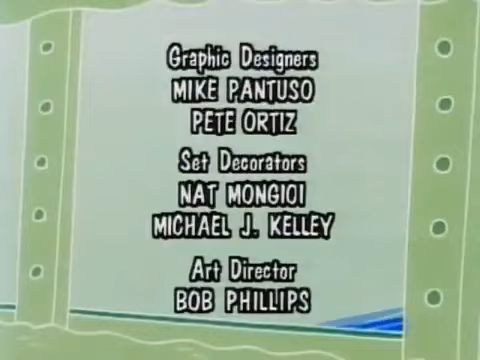 Graphic Designers
MIKE PANTUSO
PETE ORTIZ
Set Decorators
NAT MONGIOI
MICHAEL J. KELLEY
Art Director
BOB PHILLIPS